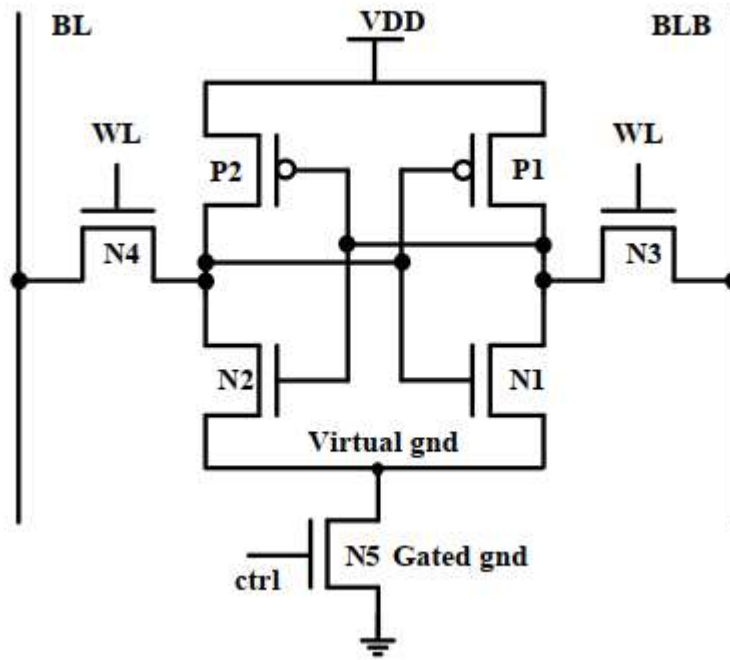 BL
VDD
BLB
WL
WL
P2
P1
N4
N3
N2
N1
Virtual gnd
N5 Gated gnd
ctrl